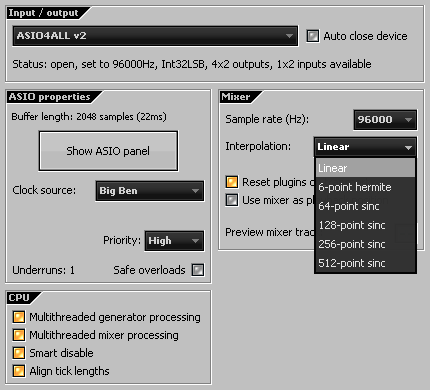 Input / output
ASIO4ALL v2
Auto close device
Status: open, set to 96000Hz, Int32LSB, 4x2 outputs, 1x2 inputs available
ASIO properties
Buffer length: 2048 samples (22ms)
Show ASIO panel
Clock source: Big Ben
Priority: High
Underruns: 1 Safe overloads
Mixer
Sample rate (Hz): 96000
Interpolation: Linear
Linear
6-point hermite
64-point sinc
128-point sinc
256-point sinc
512-point sinc
Reset plugins
Use mixer as
Preview mixer
CPU
Multithreaded generator processing
Multithreaded mixer processing
Smart disable
Align tick lengths